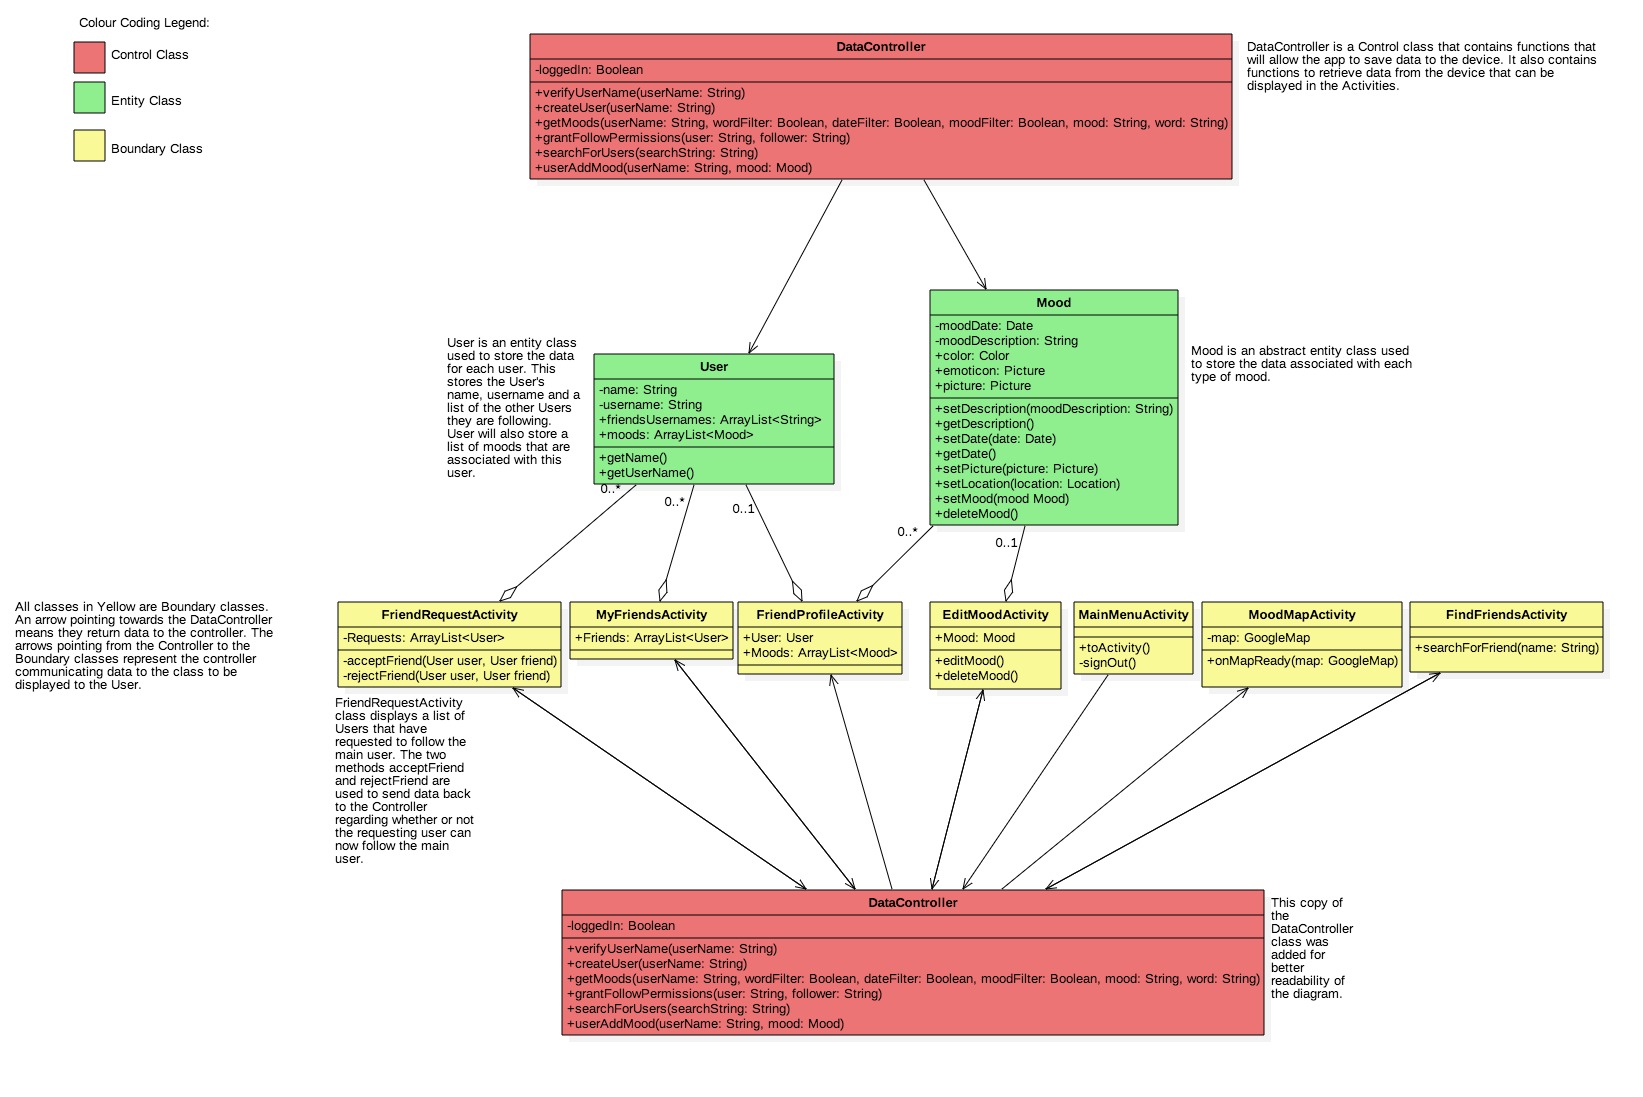 Colour Coding Legend:
Control Class
Entity Class
Boundary Class
DataController
-loggedIn: Boolean
+verifyUserName(userName: String)
+createUser(userName: String)
+getMoods(userName: String, wordFilter: Boolean, dateFilter: Boolean, moodFilter: Boolean, mood: String, word: String)
+grantFollowPermissions(user: String, follower: String)
+searchForUsers(searchString: String)
+userAddMood(userName: String, mood: Mood)
DataController is a Control class that contains functions that
will allow the app to save data to the device. It also contains
functions to retrieve data from the device that can be
displayed in the Activities.
User is an entity class
used to store the data
for each user. This
stores the User's
name, username and a
list of the other Users
they are following.
User will also store a
list of moods that are
associated with this
user.
User
-name: String
-username: String
+friendsUsernames: ArrayList<String>
+moods: ArrayList<Mood>
+getName()
+getUserName()
Mood
-moodDate: Date
-moodDescription: String
+color: Color
+emoticon: Picture
+picture: Picture
+setDescription(moodDescription: String)
+getDescription()
+setDate(date: Date)
+getDate()
+setPicture(picture: Picture)
+setLocation(location: Location)
+setMood(mood Mood)
+deleteMood()
Mood is an abstract entity class used
to store the data associated with each
type of mood.
0..*
0..*
0..1
0..*
0..1
All classes in Yellow are Boundary classes.
An arrow pointing towards the DataController
means they return data to the controller. The
arrows pointing from the Controller to the
Boundary classes represent the controller
communicating data to the class to be
displayed to the User.
FriendRequestActivity
-Requests: ArrayList<User>
-acceptFriend(User user, User friend)
-rejectFriend(User user, User friend)
MyFriendsActivity
+Friends: ArrayList<User>
FriendProfileActivity
+User: User
+Moods: ArrayList<Mood>
EditMoodActivity
+Mood: Mood
+editMood()
+deleteMood()
MainMenuActivity
+toActivity()
-signOut()
MoodMapActivity
-map: GoogleMap
+onMapReady(map: GoogleMap)
FindFriendsActivity
+searchForFriend(name: String)
FriendRequestActivity
class displays a list of
Users that have
requested to follow the
main user. The two
methods acceptFriend
and rejectFriend are
used to send data back
to the Controller
regarding whether or not
the requesting user can
now follow the main
user.
DataController
-loggedIn: Boolean
+verifyUserName(userName: String)
+createUser(userName: String)
+getMoods(userName: String, wordFilter: Boolean, dateFilter: Boolean, moodFilter: Boolean, mood: String, word: String)
+grantFollowPermissions(user: String, follower: String)
+searchForUsers(searchString: String)
+userAddMood(userName: String, mood: Mood)
This copy of
the
DataController
class was
added for
better
readability of
the diagram.